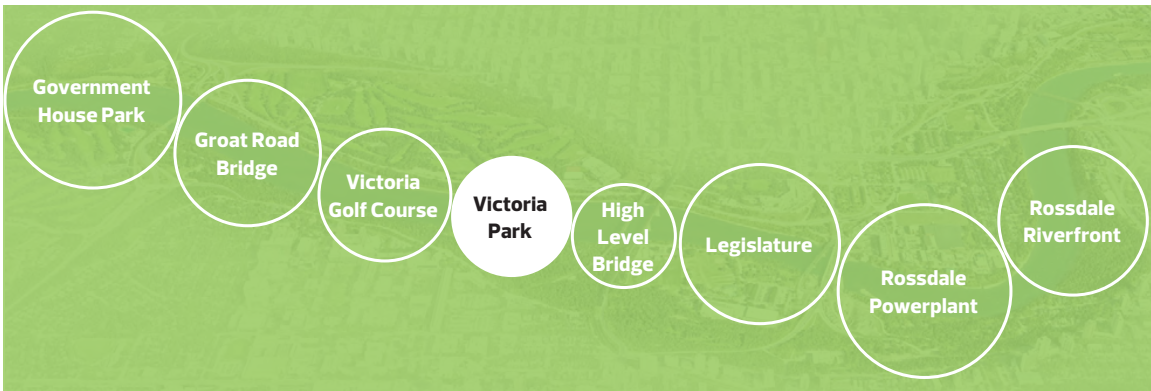 Government
House Park
Groat Road
Bridge
Victoria
Golf Course
Victoria
Park
High
Level
Bridge
Legislature
Rossdale
Powerplant
Rossdale
Riverfront